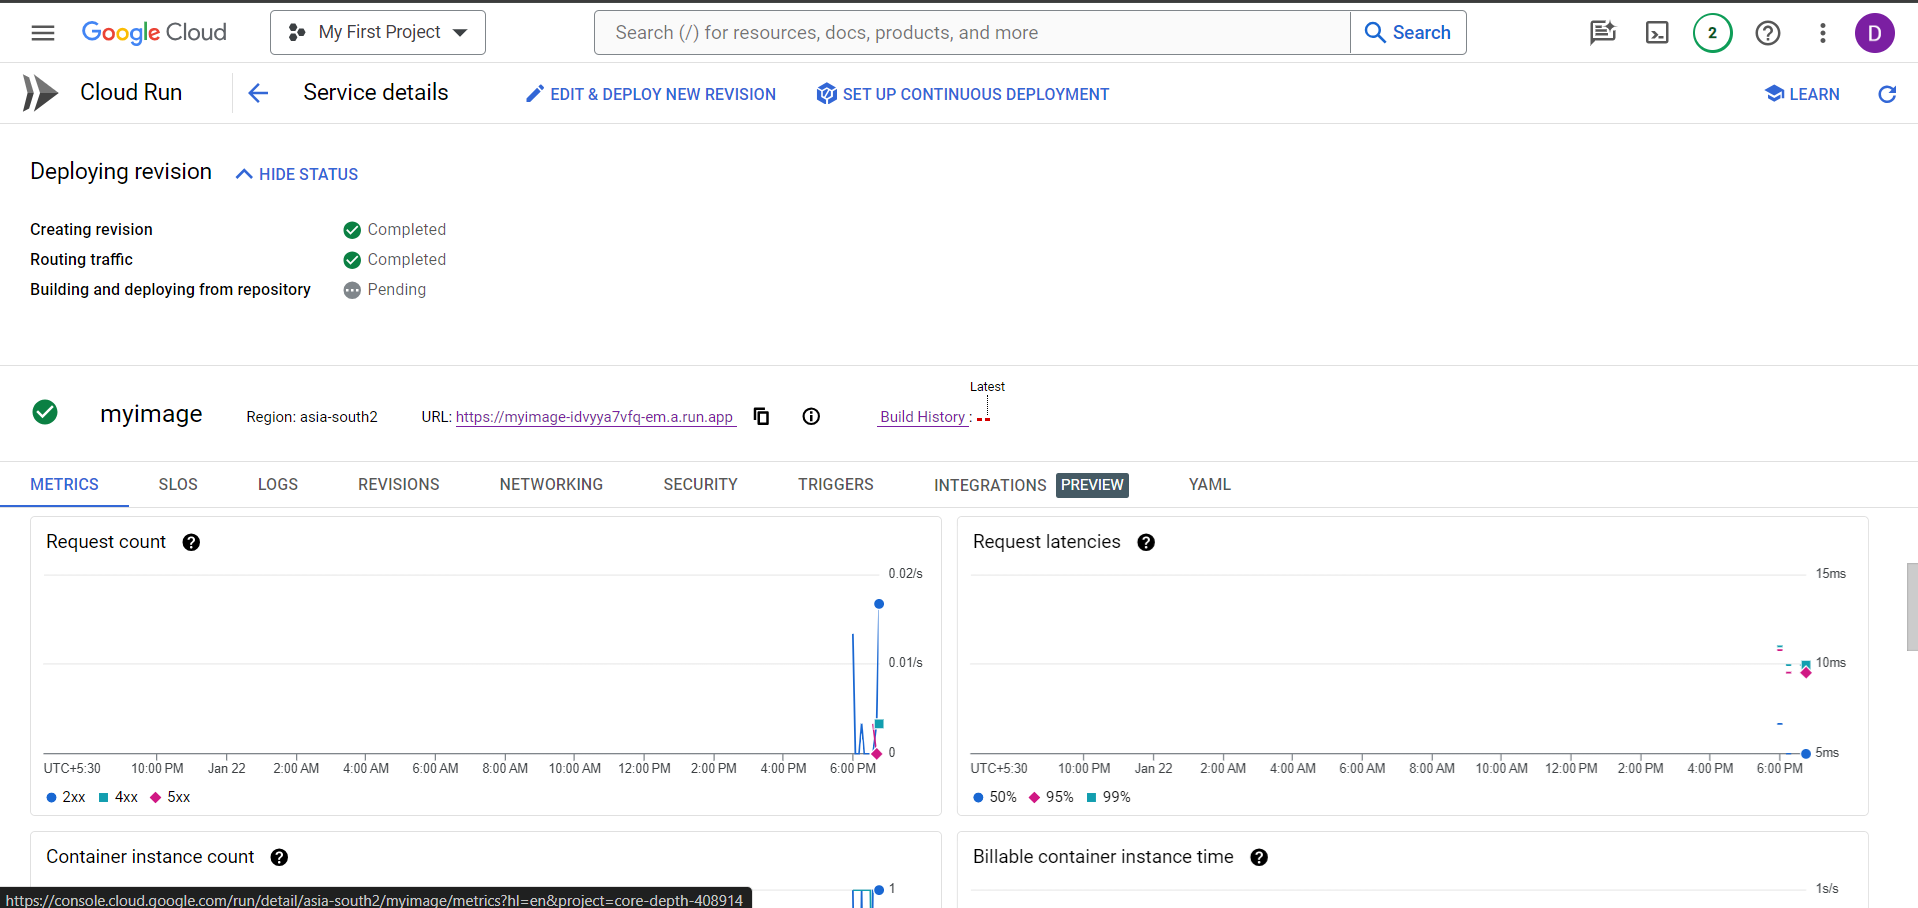 Google Cloud
My First Project
Search (/) for resources, docs, products, and more
Search
2
D
Cloud Run
Service details
EDIT & DEPLOY NEW REVISION
SET UP CONTINUOUS DEPLOYMENT
LEARN
Deploying revision
HIDE STATUS
Creating revision Completed
Routing traffic Completed
Building and deploying from repository Pending
Latest
myimage Region: asia-south2 URL: https://myimage-idvyya7vfq-em.a.run.app Build History :
METRICS SLOS LOGS REVISIONS NETWORKING SECURITY TRIGGERS INTEGRATIONS PREVIEW YAML
Request count
0.02/s
0.01/s
0
UTC+5:30 10:00 PM Jan 22 2:00 AM 4:00 AM 6:00 AM 8:00 AM 10:00 AM 12:00 PM 2:00 PM 4:00 PM 6:00 PM
2xx 4xx 5xx
Request latencies
15ms
10ms
5ms
UTC+5:30 10:00 PM Jan 22 2:00 AM 4:00 AM 6:00 AM 8:00 AM 10:00 AM 12:00 PM 2:00 PM 4:00 PM 6:00 PM
50% 95% 99%
Container instance count
1
Billable container instance time
1s/s
https://console.cloud.google.com/run/detail/asia-south2/myimage/metrics?hl=en&project=core-depth-408914